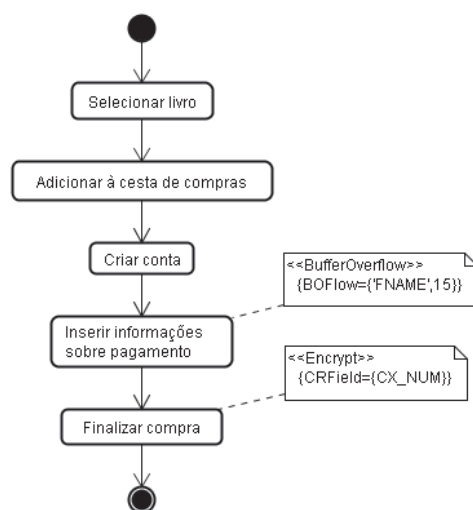 Selecionar livro
Adicionar à cesta de compras
Criar conta
<<BufferOverflow>>
{BOFlow={'FNAME',15}}
Inserir informações
sobre pagamento
<<Encrypt>>
{CRField={CX_NUM}}
Finalizar compra